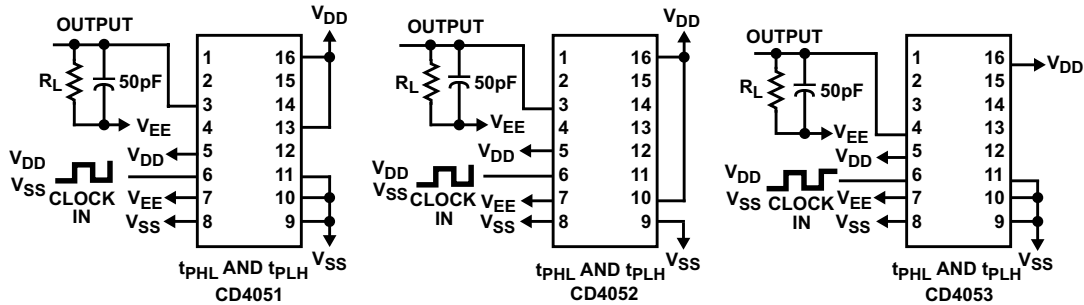 OUTPUT
R_L
50pF
V_EE
V_DD
V_DD
V_SS
CLOCK
IN
V_EE
V_SS
1
2
3
4
5
6
7
8
16
15
14
13
12
11
10
9
V_DD
V_SS
t_PHL AND t_PLH
CD4051
OUTPUT
R_L
50pF
V_EE
V_DD
V_DD
V_SS
CLOCK
IN
V_EE
V_SS
1
2
3
4
5
6
7
8
16
15
14
13
12
11
10
9
V_DD
V_SS
t_PHL AND t_PLH
CD4052
OUTPUT
R_L
50pF
V_EE
V_DD
V_DD
V_SS
CLOCK
IN
V_EE
V_SS
1
2
3
4
5
6
7
8
16
15
14
13
12
11
10
9
V_DD
V_SS
t_PHL AND t_PLH
CD4053